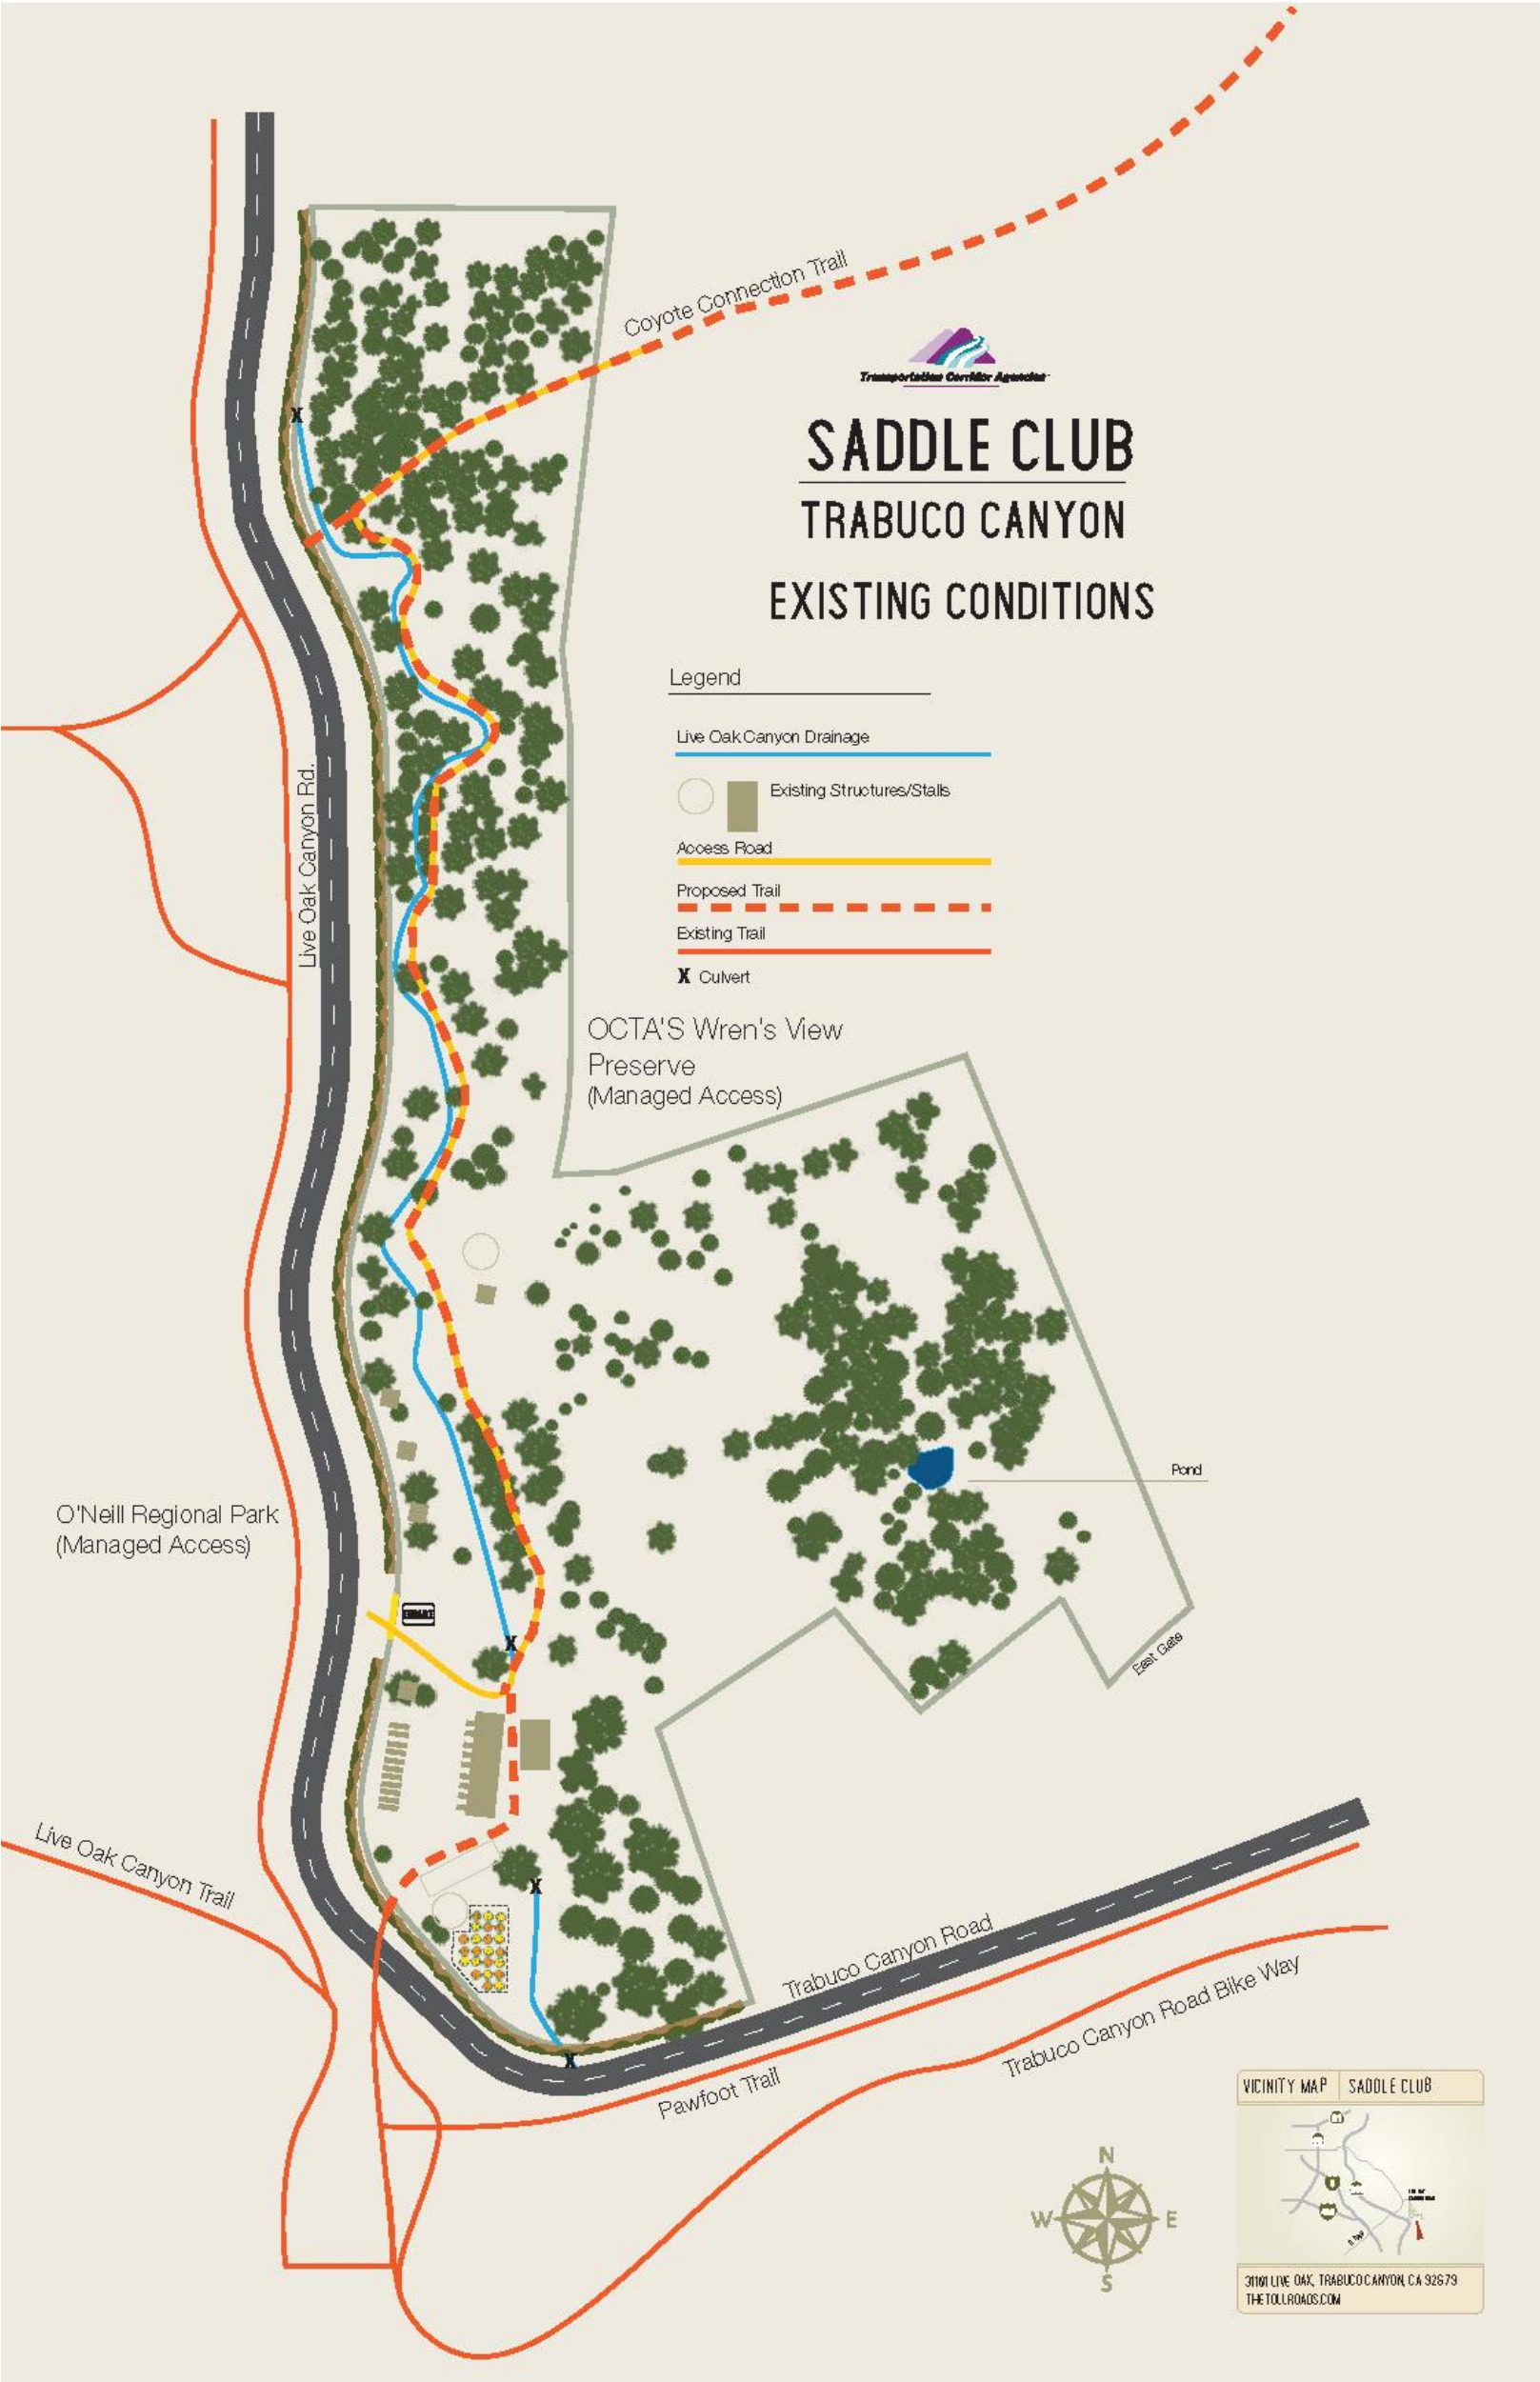 Coyote Connection Trail
Transportation Corridor Agencies
SADDLE CLUB
TRABUCO CANYON
EXISTING CONDITIONS
Legend
Live Oak Canyon Drainage
Existing Structures/Stalls
Access Road
Proposed Trail
Existing Trail
X Culvert
X
Live Oak Canyon Rd.
OCTA'S Wren's View
Preserve
(Managed Access)
Pond
O'Neill Regional Park
(Managed Access)
X
East Gate
Live Oak Canyon Trail
X
Trabuco Canyon Road
X
Pawfoot Trail
Trabuco Canyon Road Bike Way
N
W
E
S
VICINITY MAP
SADDLE CLUB
31101 LIVE OAK, TRABUCO CANYON, CA 92679
THETOLLROADS.COM